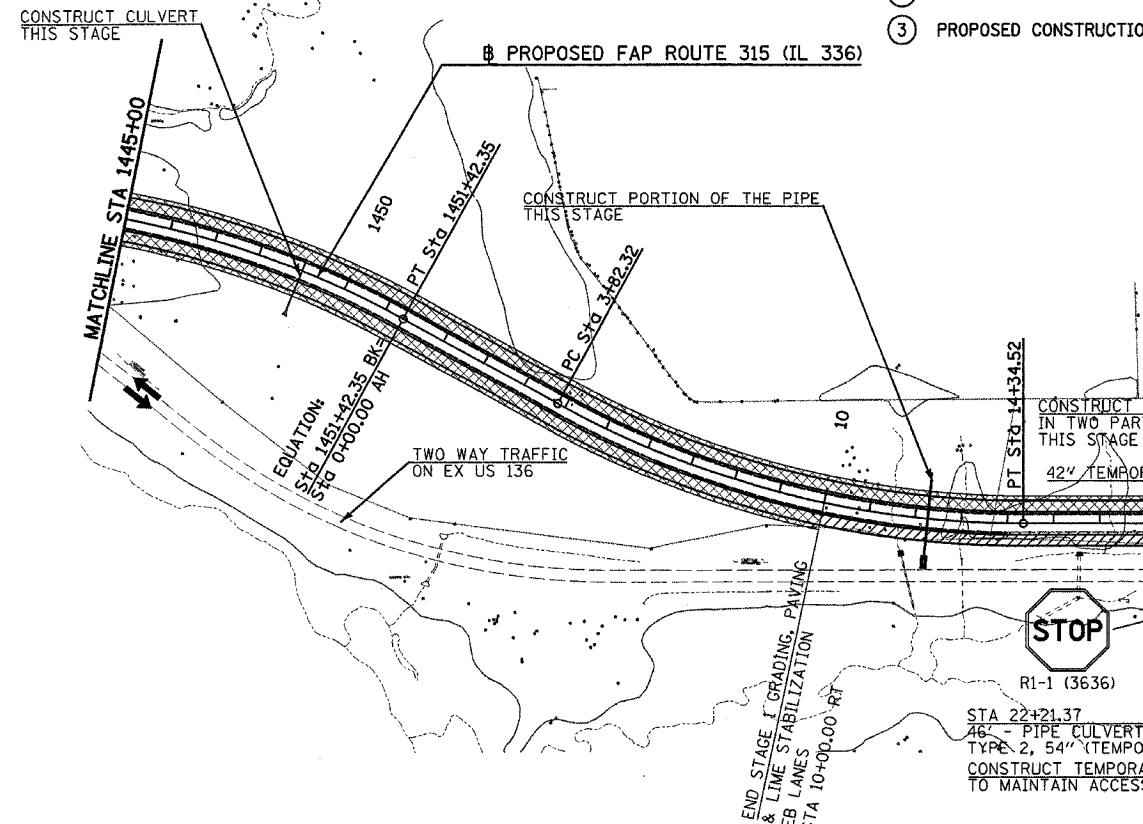 CONSTRUCT CULVERT
THIS STAGE
3 PROPOSED CONSTRUCTIO
PROPOSED FAP ROUTE 315 (IL 336)
MATCHLINE STA 1445+00
1450
PT Sta 1451+42.35
CONSTRUCT PORTION OF THE PIPE
THIS STAGE
PC Sta 3+82.32
EQUATION:
Sta 1451+42.35 BK=
Sta 0+00.00 AH
TWO WAY TRAFFIC
ON EX US 136
10
PT Sta 14+34.52
CONSTRUCT
IN TWO PAR
THIS STAGE
42" TEMPOR
END STAGE 1 GRADING, PAVING
& LIME STABILIZATION
EB LANES
STA 10+00.00 RT
STOP
R1-1 (3636)
STA 22+21.37
46' - PIPE CULVERT
TYPE 2, 54" (TEMPO
CONSTRUCT TEMPORA
TO MAINTAIN ACCESS